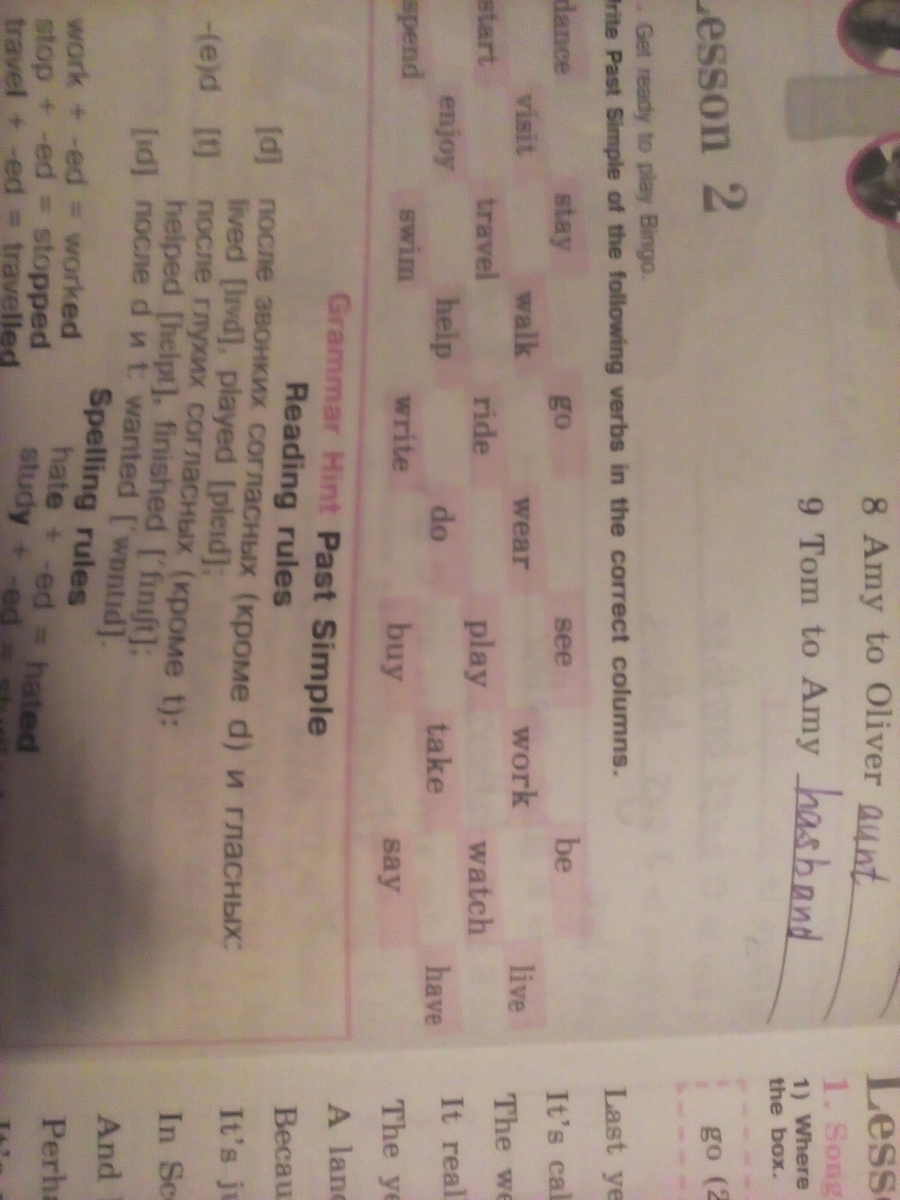 8 Amy to Oliver aunt
9 Tom to Amy hasband
Lesson 2
Get ready to play Bingo.
Write Past Simple of the following verbs in the correct columns.
dance stay go see be
visit walk wear work live
start travel ride play watch
enjoy help do take have
spend swim write buy say
Grammar Hint Past Simple
Reading rules
[d] после звонких согласных (кроме d) и гласных:
lived [lɪvd], played [pleɪd];
-(e)d [t] после глухих согласных (кроме t):
helped [helpt], finished [ˈfɪnɪʃt];
[ɪd] после d и t: wanted [ˈwɒntɪd].
Spelling rules
work + -ed = worked hate + -ed = hated
stop + -ed = stopped study + -ed =
travel + -ed = travelled
1. Song
1) Where
the box.
go (2
Last ye
It's cal
The we
It real
The ye
A land
Becau
It's ju
In Sco
And
Perha